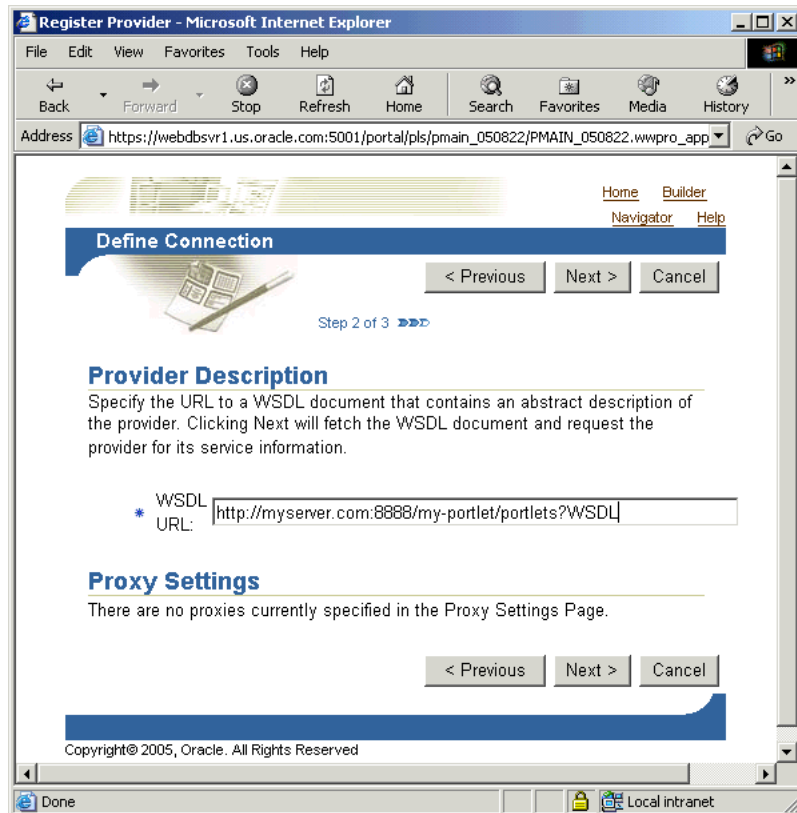 Register Provider - Microsoft Internet Explorer
File Edit View Favorites Tools Help
Back Forward Stop Refresh Home Search Favorites Media History »
Address https://webdbsvr1.us.oracle.com:5001/portal/pls/pmain_050822/PMAIN_050822.wwpro_app Go
Home Builder
Navigator Help
Define Connection
< Previous Next > Cancel
Step 2 of 3
Provider Description
Specify the URL to a WSDL document that contains an abstract description of
the provider. Clicking Next will fetch the WSDL document and request the
provider for its service information.
* WSDL
URL: http://myserver.com:8888/my-portlet/portlets?WSDL
Proxy Settings
There are no proxies currently specified in the Proxy Settings Page.
< Previous Next > Cancel
Copyright© 2005, Oracle. All Rights Reserved
Done Local intranet